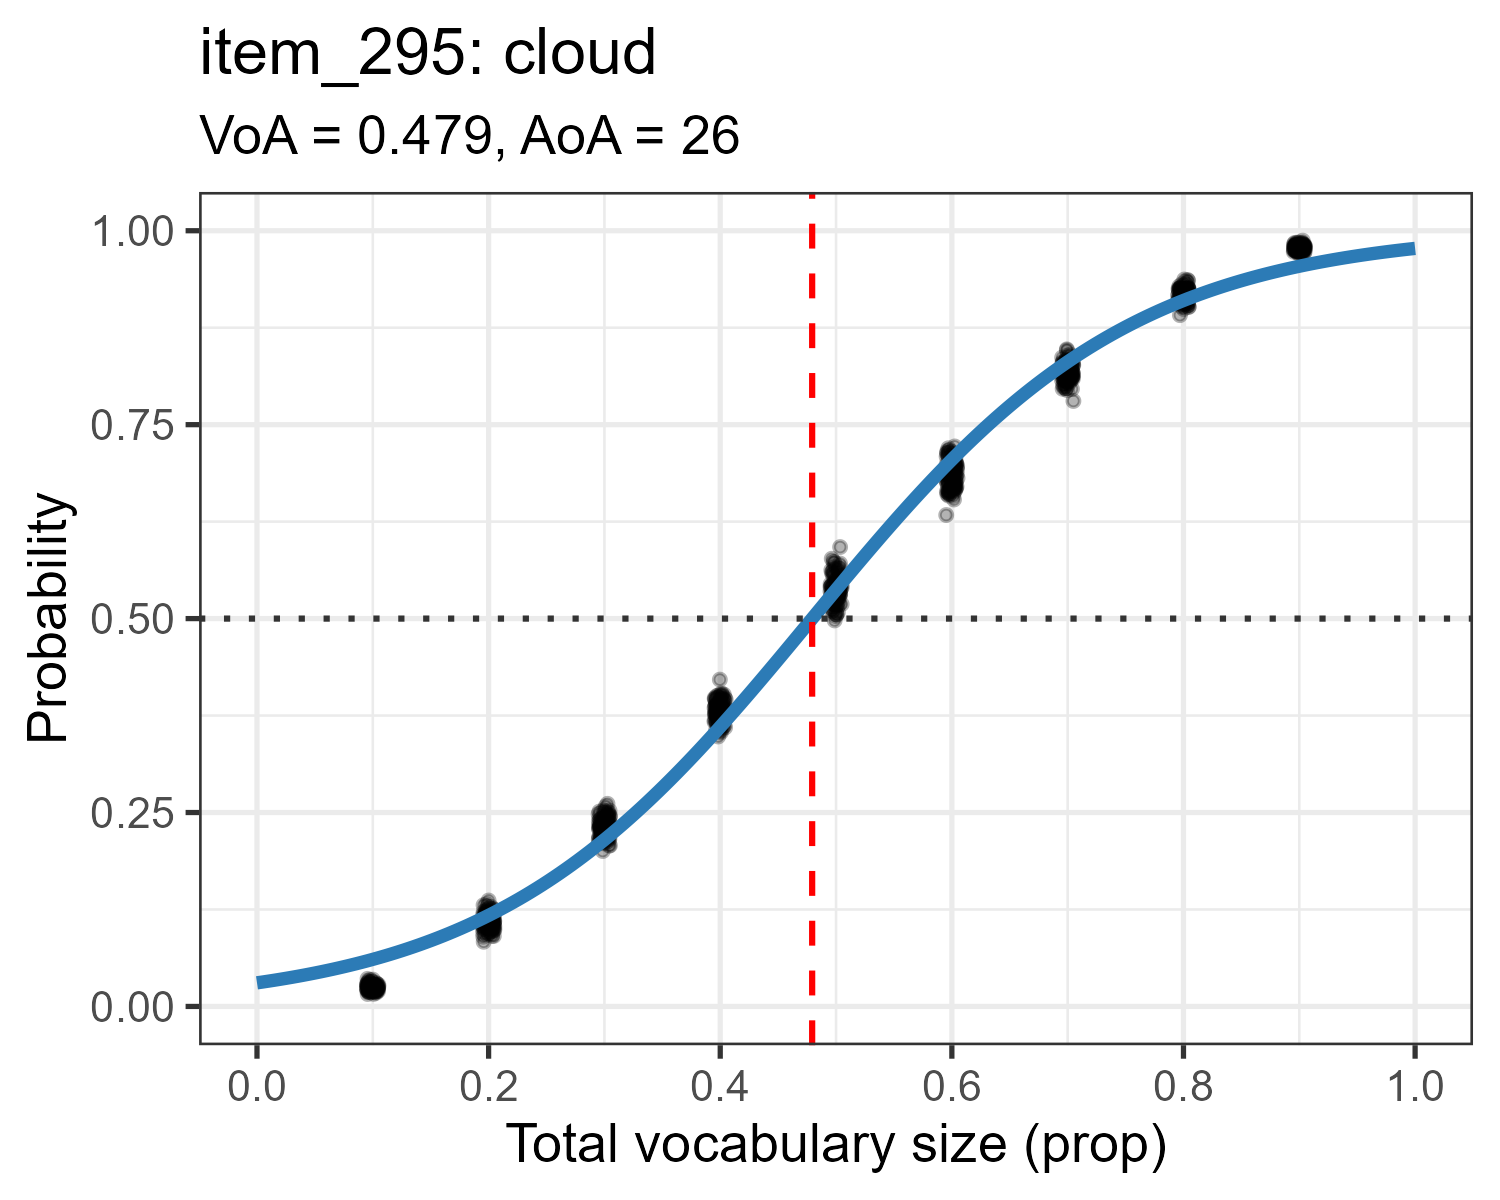 item_295: cloud
VoA = 0.479, AoA = 26
1.00
0.75
0.50
0.25
0.00
Probability
0.0 0.2 0.4 0.6 0.8 1.0
Total vocabulary size (prop)